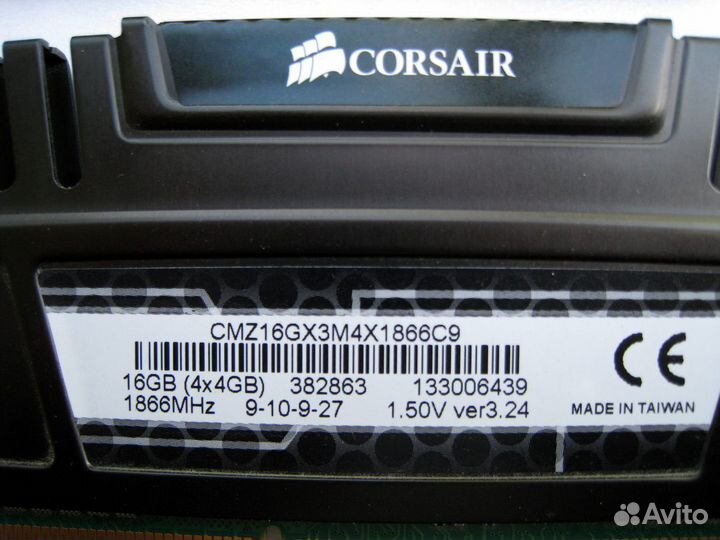 CORSAIR
CMZ16GX3M4X1866C9
16GB (4x4GB) 382863 133006439
1866MHz 9-10-9-27 1.50V ver3.24
CE
MADE IN TAIWAN
Avito